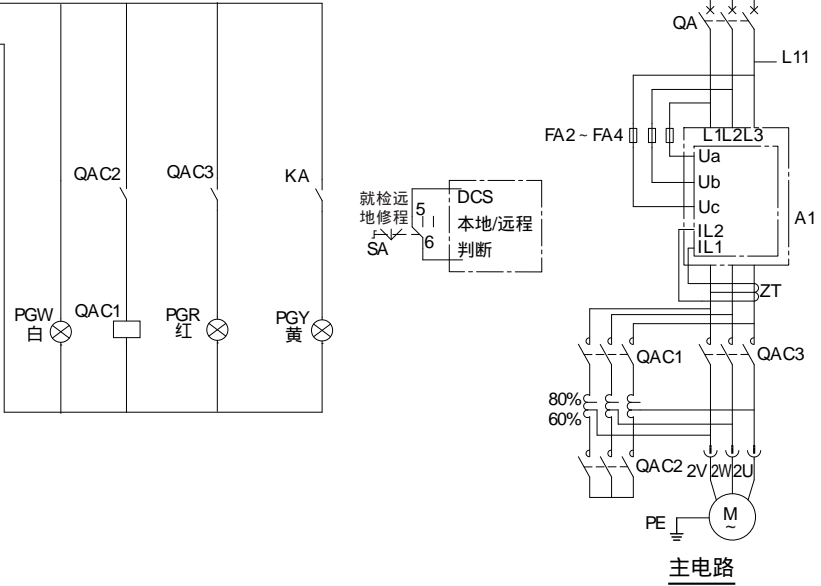 QAC2
QAC3
KA
PGW
白
QAC1
PGR
红
PGY
黄
就检远
地修程
SA
5
6
DCS
本地/远程
判断
QA
L11
FA2~FA4
L1L2L3
Ua
Ub
Uc
IL2
IL1
A1
ZT
QAC1
QAC3
80%
60%
QAC2
2V 2W 2U
PE
M
~
主电路